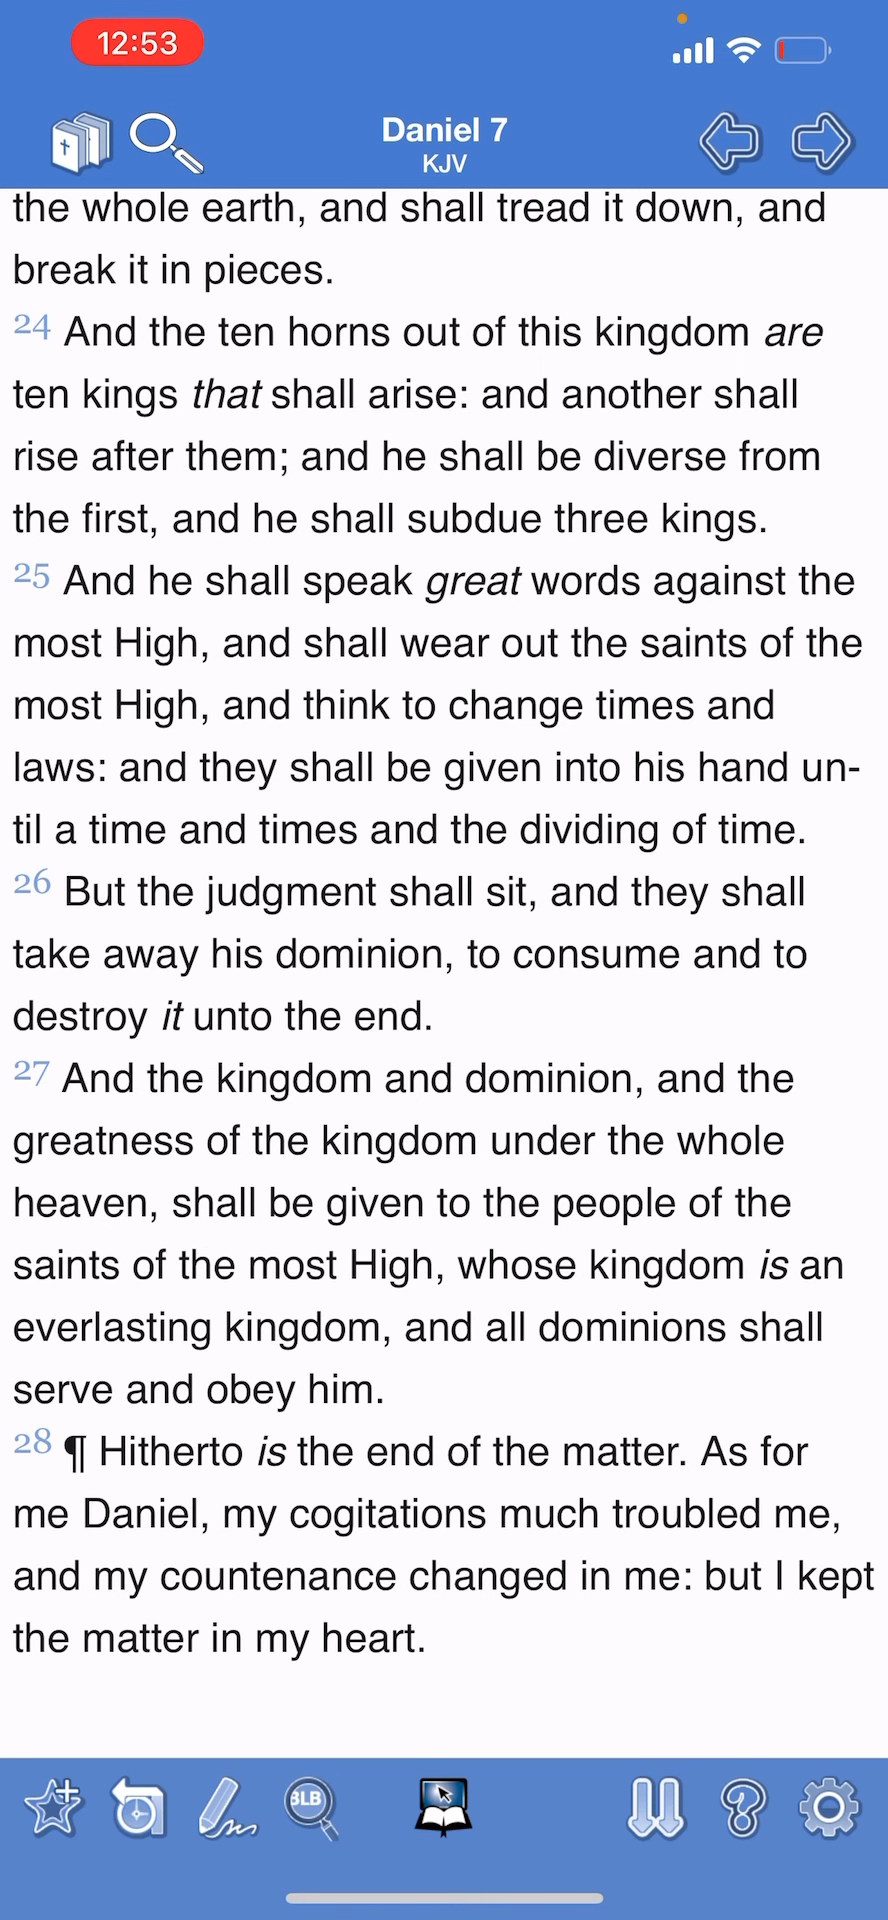 12:53
Daniel 7
KJV
the whole earth, and shall tread it down, and
break it in pieces.
24 And the ten horns out of this kingdom are
ten kings that shall arise: and another shall
rise after them; and he shall be diverse from
the first, and he shall subdue three kings.
25 And he shall speak great words against the
most High, and shall wear out the saints of the
most High, and think to change times and
laws: and they shall be given into his hand un-
til a time and times and the dividing of time.
26 But the judgment shall sit, and they shall
take away his dominion, to consume and to
destroy it unto the end.
27 And the kingdom and dominion, and the
greatness of the kingdom under the whole
heaven, shall be given to the people of the
saints of the most High, whose kingdom is an
everlasting kingdom, and all dominions shall
serve and obey him.
28 ¶ Hitherto is the end of the matter. As for
me Daniel, my cogitations much troubled me,
and my countenance changed in me: but I kept
the matter in my heart.
BLB